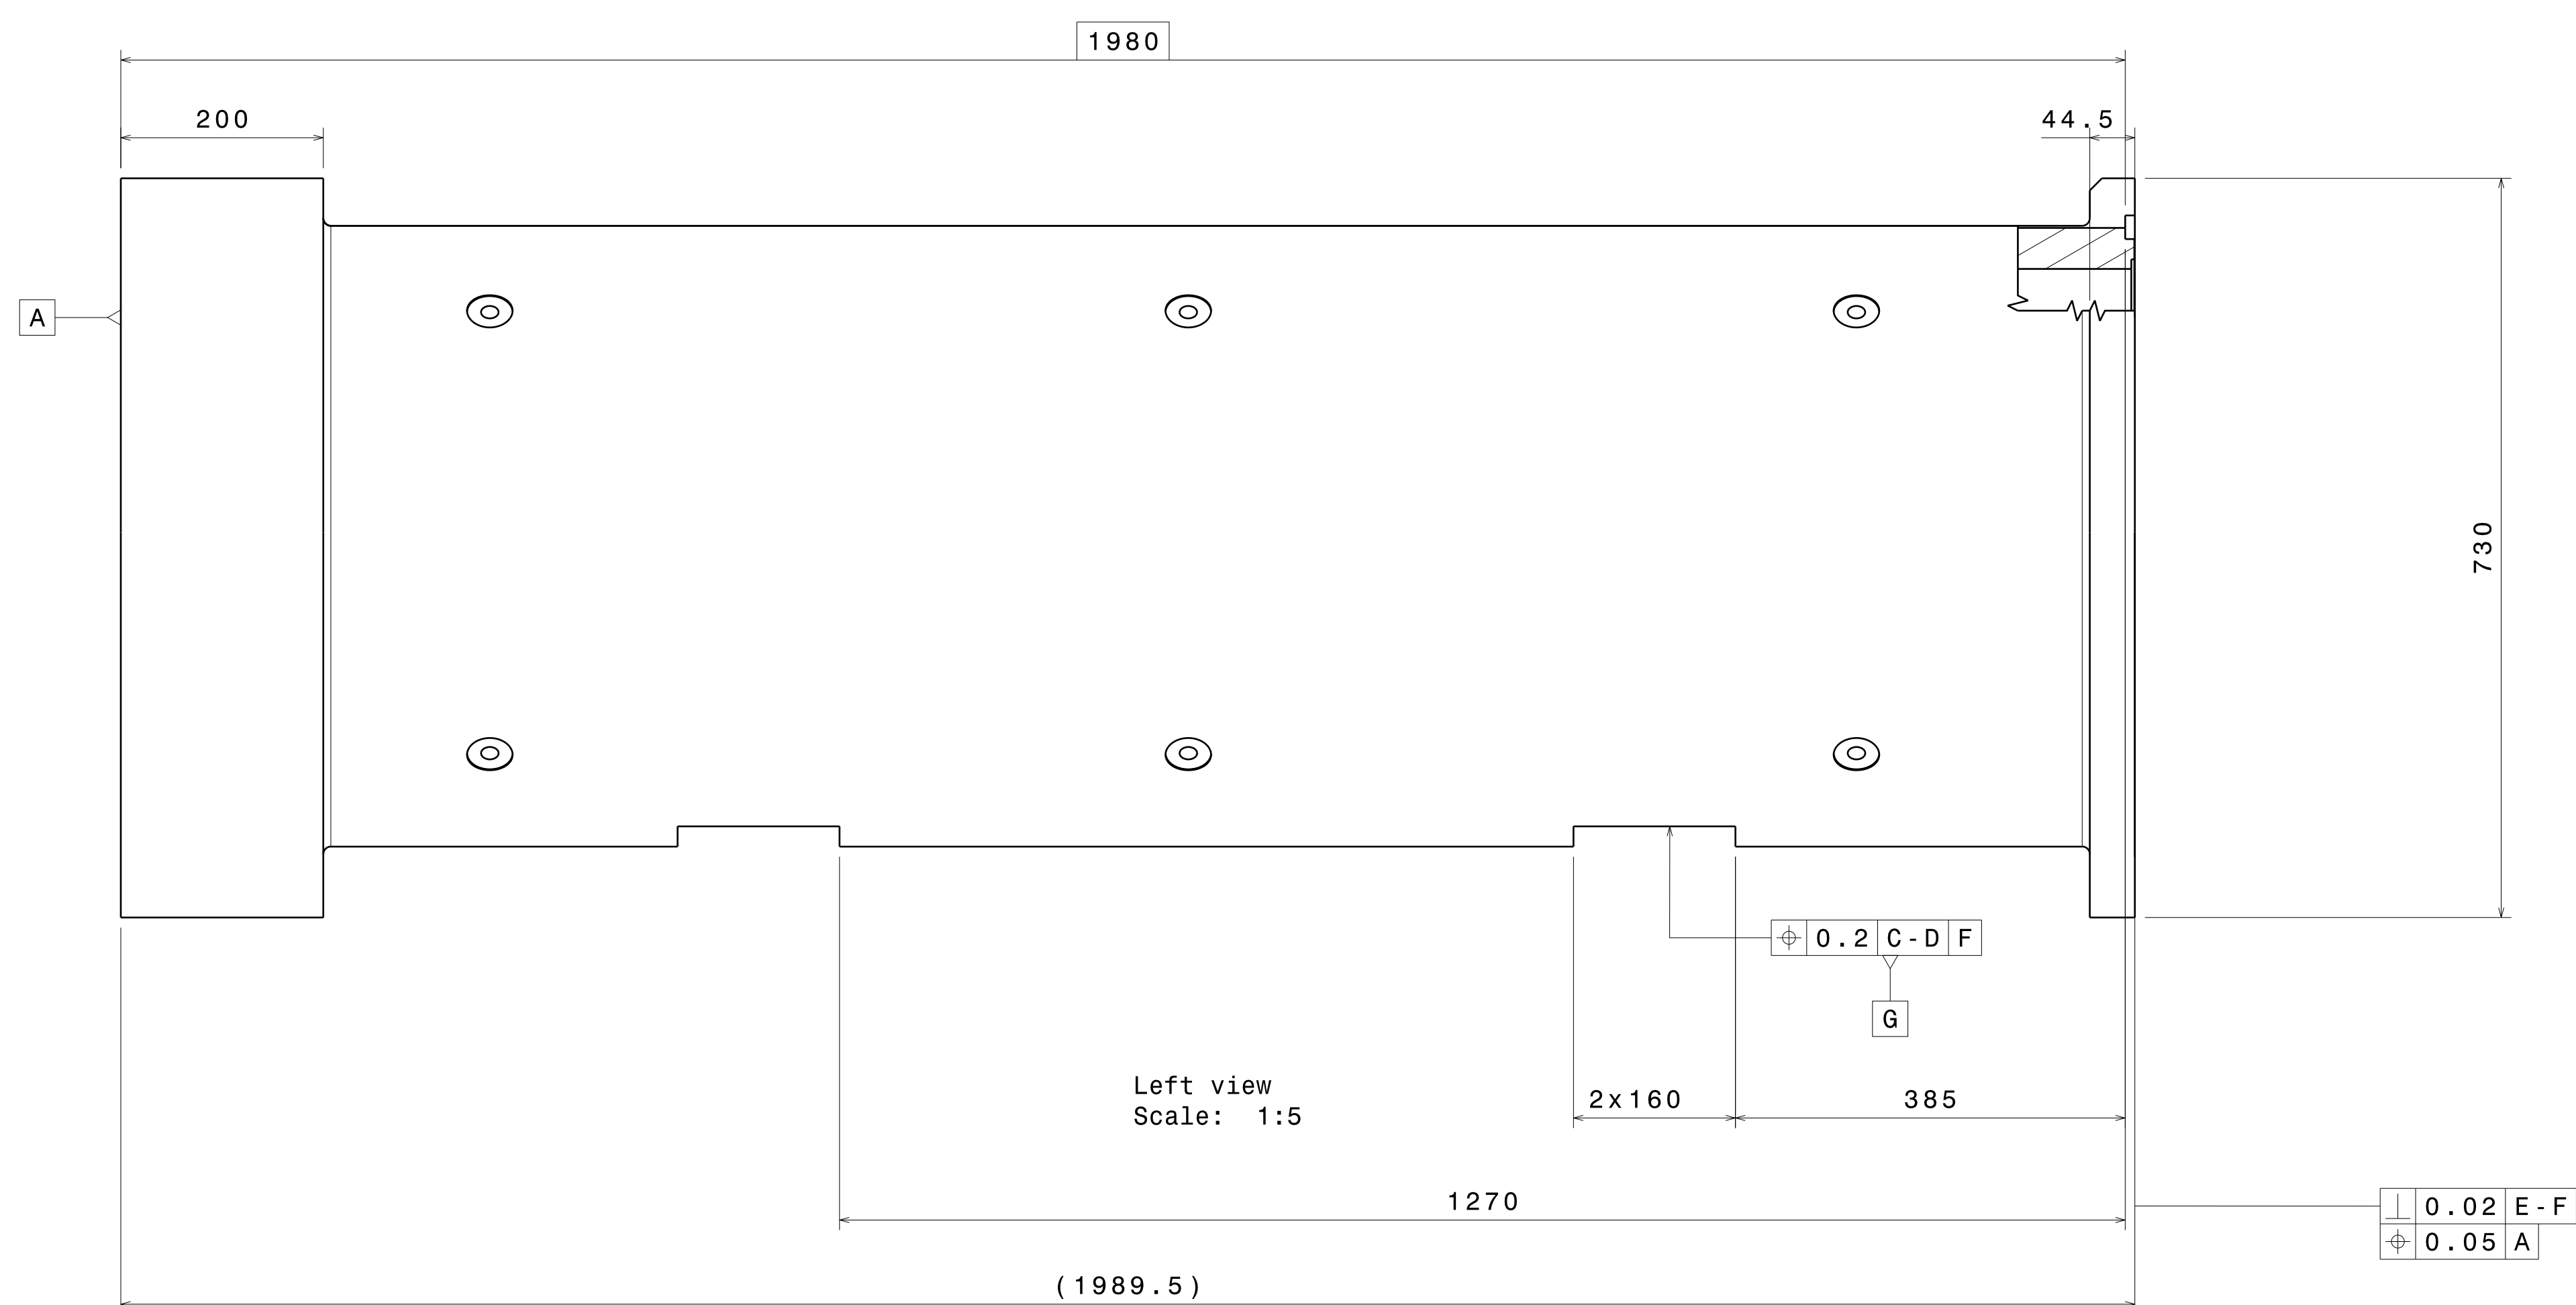 1980
200
44.5
A
730
⌖ 0.2 C-D F
G
Left view
Scale: 1:5
2x160
385
1270
⟂ 0.02 E-F
⌖ 0.05 A
(1989.5)